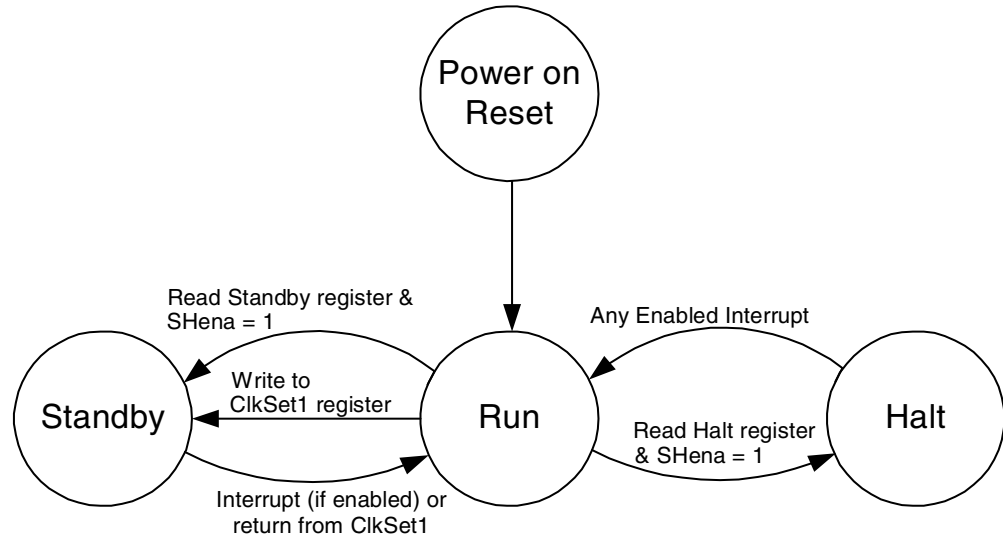 Power on
Reset
Read Standby register &
SHena = 1
Any Enabled Interrupt
Write to
ClkSet1 register
Standby
Run
Halt
Read Halt register
& SHena = 1
Interrupt (if enabled) or
return from ClkSet1